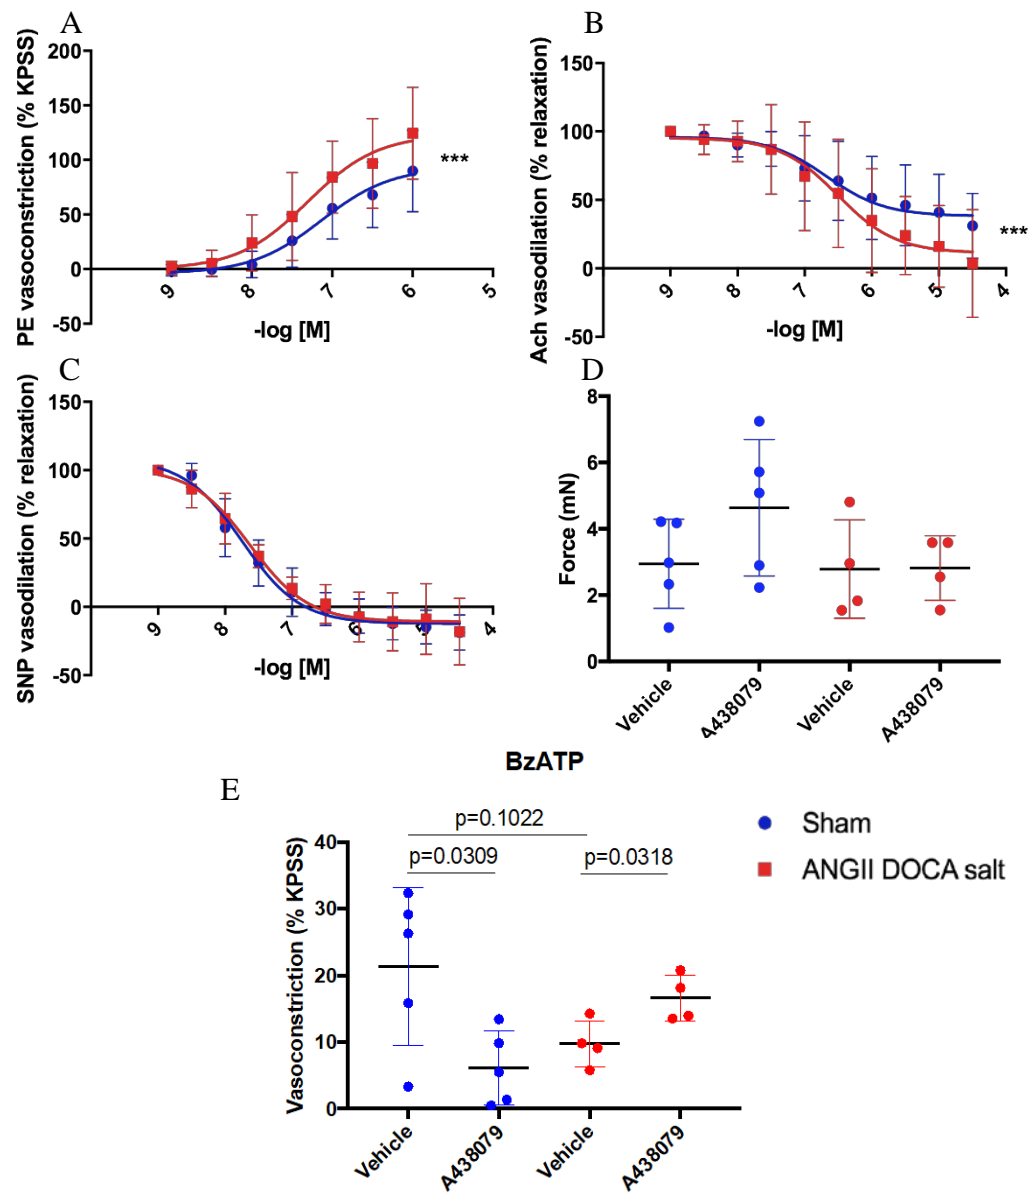 A
PE vasoconstriction (% KPSS)
200
150
100
50
0
-50
9
8
7
6
5
-log [M]
***
B
Ach vasodilation (% relaxation)
150
100
50
0
-50
9
8
7
6
5
4
-log [M]
***
C
SNP vasodilation (% relaxation)
150
100
50
0
-50
9
8
7
6
5
4
-log [M]
D
Force (mN)
8
6
4
2
0
Vehicle
A438079
Vehicle
A438079
BzATP
E
Vasoconstriction (% KPSS)
40
30
20
10
0
p=0.1022
p=0.0309
p=0.0318
Vehicle
A438079
Vehicle
A438079
Sham
ANGII DOCA salt